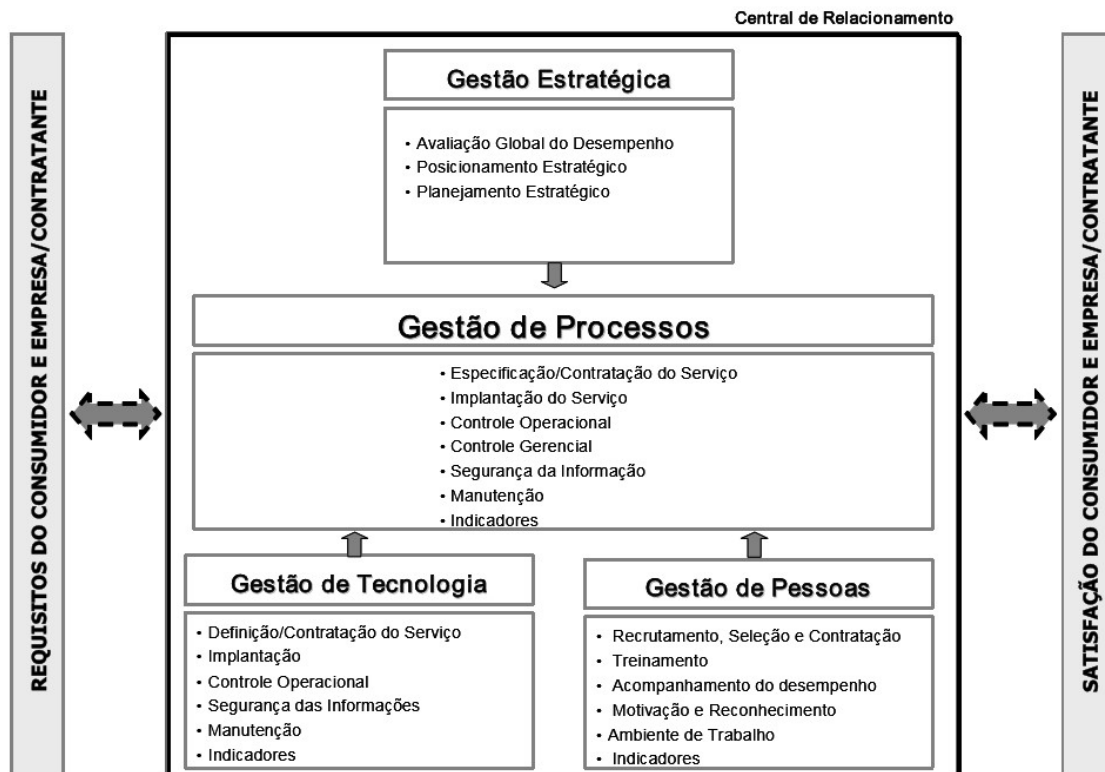 Central de Relacionamento
REQUISITOS DO CONSUMIDOR E EMPRESA/CONTRATANTE
Gestão Estratégica
• Avaliação Global do Desempenho
• Posicionamento Estratégico
• Planejamento Estratégico
Gestão de Processos
• Especificação/Contratação do Serviço
• Implantação do Serviço
• Controle Operacional
• Controle Gerencial
• Segurança da Informação
• Manutenção
• Indicadores
Gestão de Tecnologia
• Definição/Contratação do Serviço
• Implantação
• Controle Operacional
• Segurança das Informações
• Manutenção
• Indicadores
Gestão de Pessoas
• Recrutamento, Seleção e Contratação
• Treinamento
• Acompanhamento do desempenho
• Motivação e Reconhecimento
• Ambiente de Trabalho
• Indicadores
SATISFAÇÃO DO CONSUMIDOR E EMPRESA/CONTRATANTE